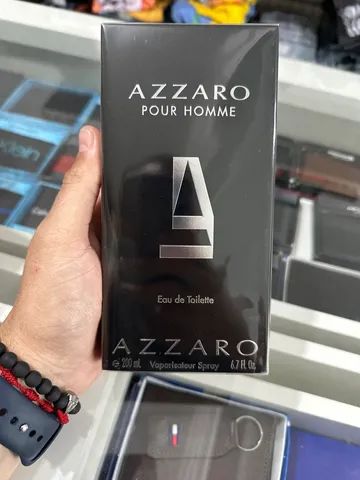 AZZARO
POUR HOMME
Eau de Toilette
AZZARO
℮ 200 mL Vaporisateur Spray 6.7 Fl. Oz.